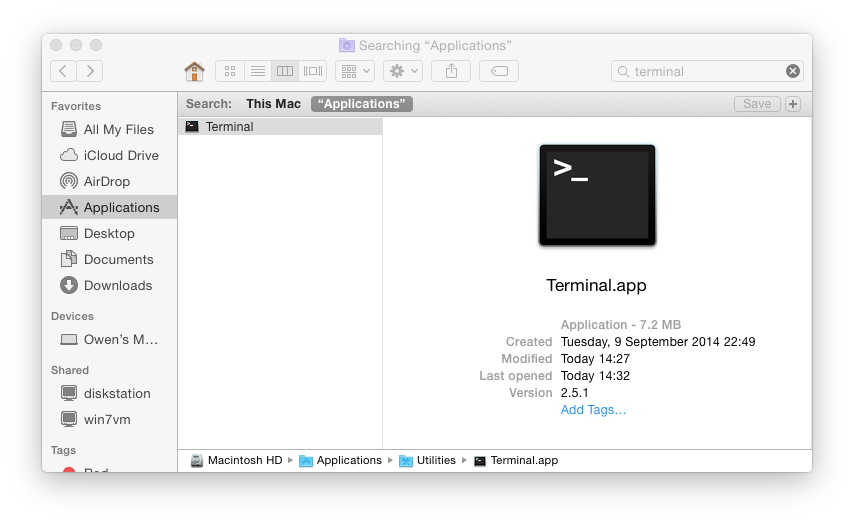 Searching “Applications”
terminal
Favorites
All My Files
iCloud Drive
AirDrop
Applications
Desktop
Documents
Downloads
Devices
Owen’s M…
Shared
diskstation
win7vm
Tags
Red
Search: This Mac “Applications” Save +
Terminal
>_
Terminal.app
Application - 7.2 MB
Created Tuesday, 9 September 2014 22:49
Modified Today 14:27
Last opened Today 14:32
Version 2.5.1
Add Tags…
Macintosh HD ▸ Applications ▸ Utilities ▸ Terminal.app